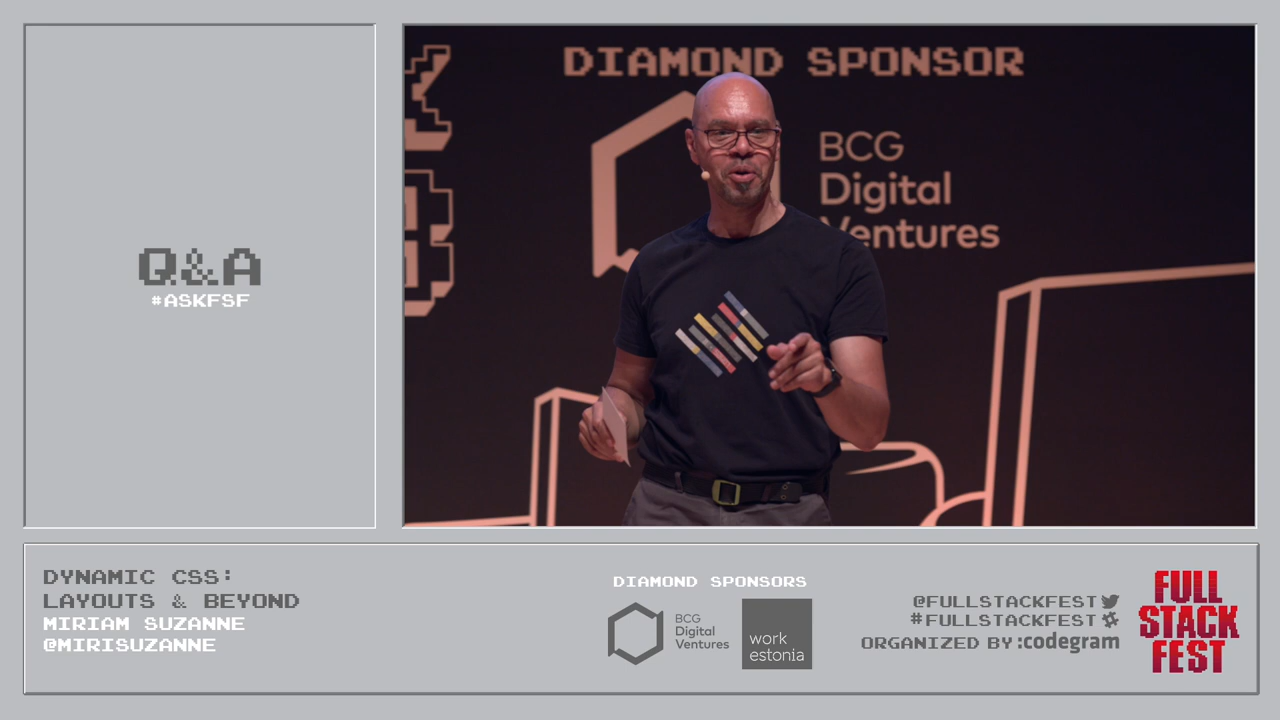 DIAMOND SPONSOR
BCG
Digital
Ventures
Q&A
#ASKFSF
DYNAMIC CSS:
LAYOUTS & BEYOND
MIRIAM SUZANNE
@MIRISUZANNE
DIAMOND SPONSORS
BCG
Digital
Ventures
work
estonia
@FULLSTACKFEST
#FULLSTACKFEST
ORGANIZED BY :codegram
FULL
STACK
FEST